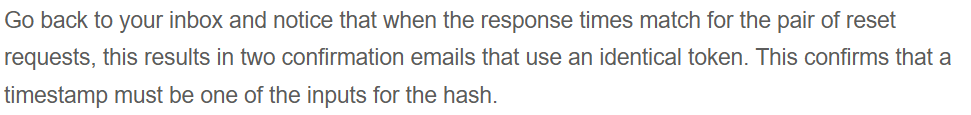 Go back to your inbox and notice that when the response times match for the pair of reset
requests, this results in two confirmation emails that use an identical token. This confirms that a
timestamp must be one of the inputs for the hash.